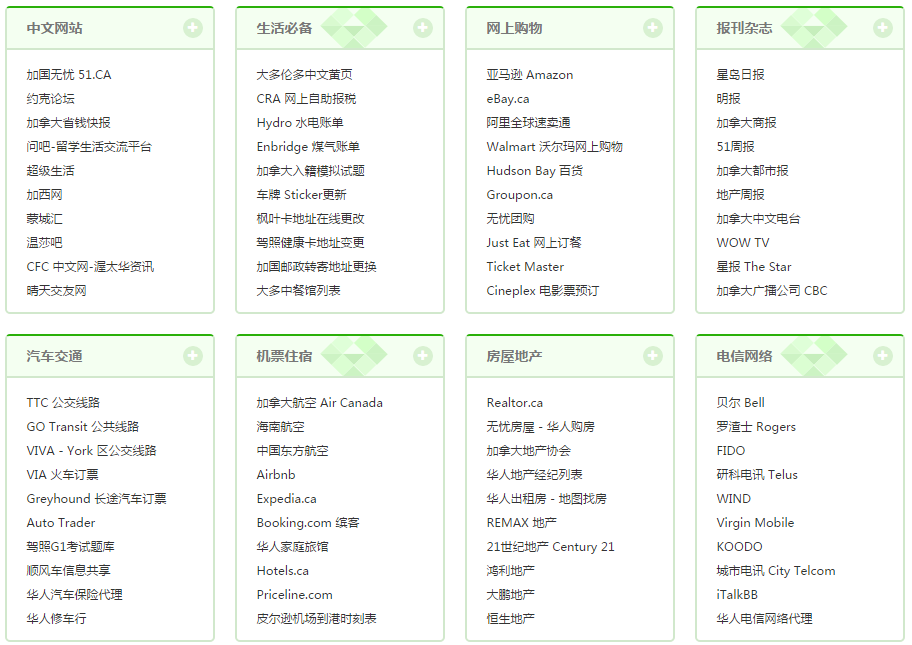 中文网站
加国无忧 51.CA
约克论坛
加拿大省钱快报
问吧-留学生活交流平台
超级生活
加西网
蒙城汇
温莎吧
CFC 中文网-渥太华资讯
晴天交友网
生活必备
大多伦多中文黄页
CRA 网上自助报税
Hydro 水电账单
Enbridge 煤气账单
加拿大入籍模拟试题
车牌 Sticker更新
枫叶卡地址在线更改
驾照健康卡地址变更
加国邮政转寄地址更换
大多中餐馆列表
网上购物
亚马逊 Amazon
eBay.ca
阿里全球速卖通
Walmart 沃尔玛网上购物
Hudson Bay 百货
Groupon.ca
无忧团购
Just Eat 网上订餐
Ticket Master
Cineplex 电影票预订
报刊杂志
星岛日报
明报
加拿大商报
51周报
加拿大都市报
地产周报
加拿大中文电台
WOW TV
星报 The Star
加拿大广播公司 CBC
汽车交通
TTC 公交线路
GO Transit 公共线路
VIVA - York 区公交线路
VIA 火车订票
Greyhound 长途汽车订票
Auto Trader
驾照G1考试题库
顺风车信息共享
华人汽车保险代理
华人修车行
机票住宿
加拿大航空 Air Canada
海南航空
中国东方航空
Airbnb
Expedia.ca
Booking.com 缤客
华人家庭旅馆
Hotels.ca
Priceline.com
皮尔逊机场到港时刻表
房屋地产
Realtor.ca
无忧房屋 - 华人购房
加拿大地产协会
华人地产经纪列表
华人出租房 - 地图找房
REMAX 地产
21世纪地产 Century 21
鸿利地产
大鹏地产
恒生地产
电信网络
贝尔 Bell
罗渣士 Rogers
FIDO
研科电讯 Telus
WIND
Virgin Mobile
KOODO
城市电讯 City Telcom
iTalkBB
华人电信网络代理